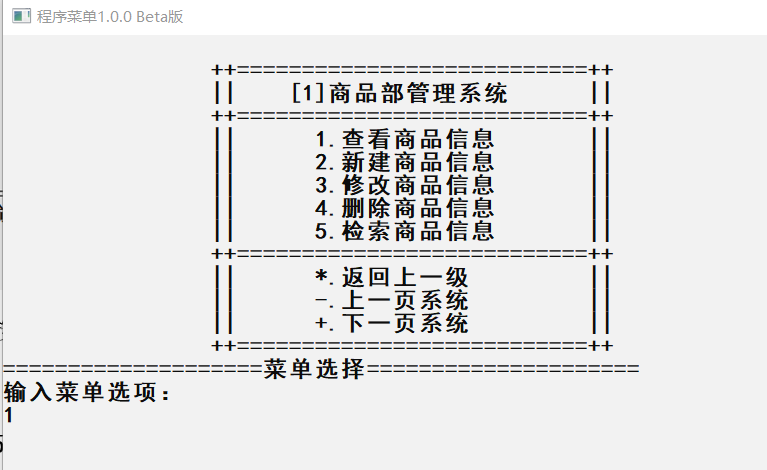 程序菜单1.0.0 Beta版
++===========================++
|| [1]商品部管理系统 ||
++===========================++
|| 1.查看商品信息 ||
|| 2.新建商品信息 ||
|| 3.修改商品信息 ||
|| 4.删除商品信息 ||
|| 5.检索商品信息 ||
++===========================++
|| *.返回上一级 ||
|| -.上一页系统 ||
|| +.下一页系统 ||
++===========================++
====================菜单选择=====================
输入菜单选项：
1